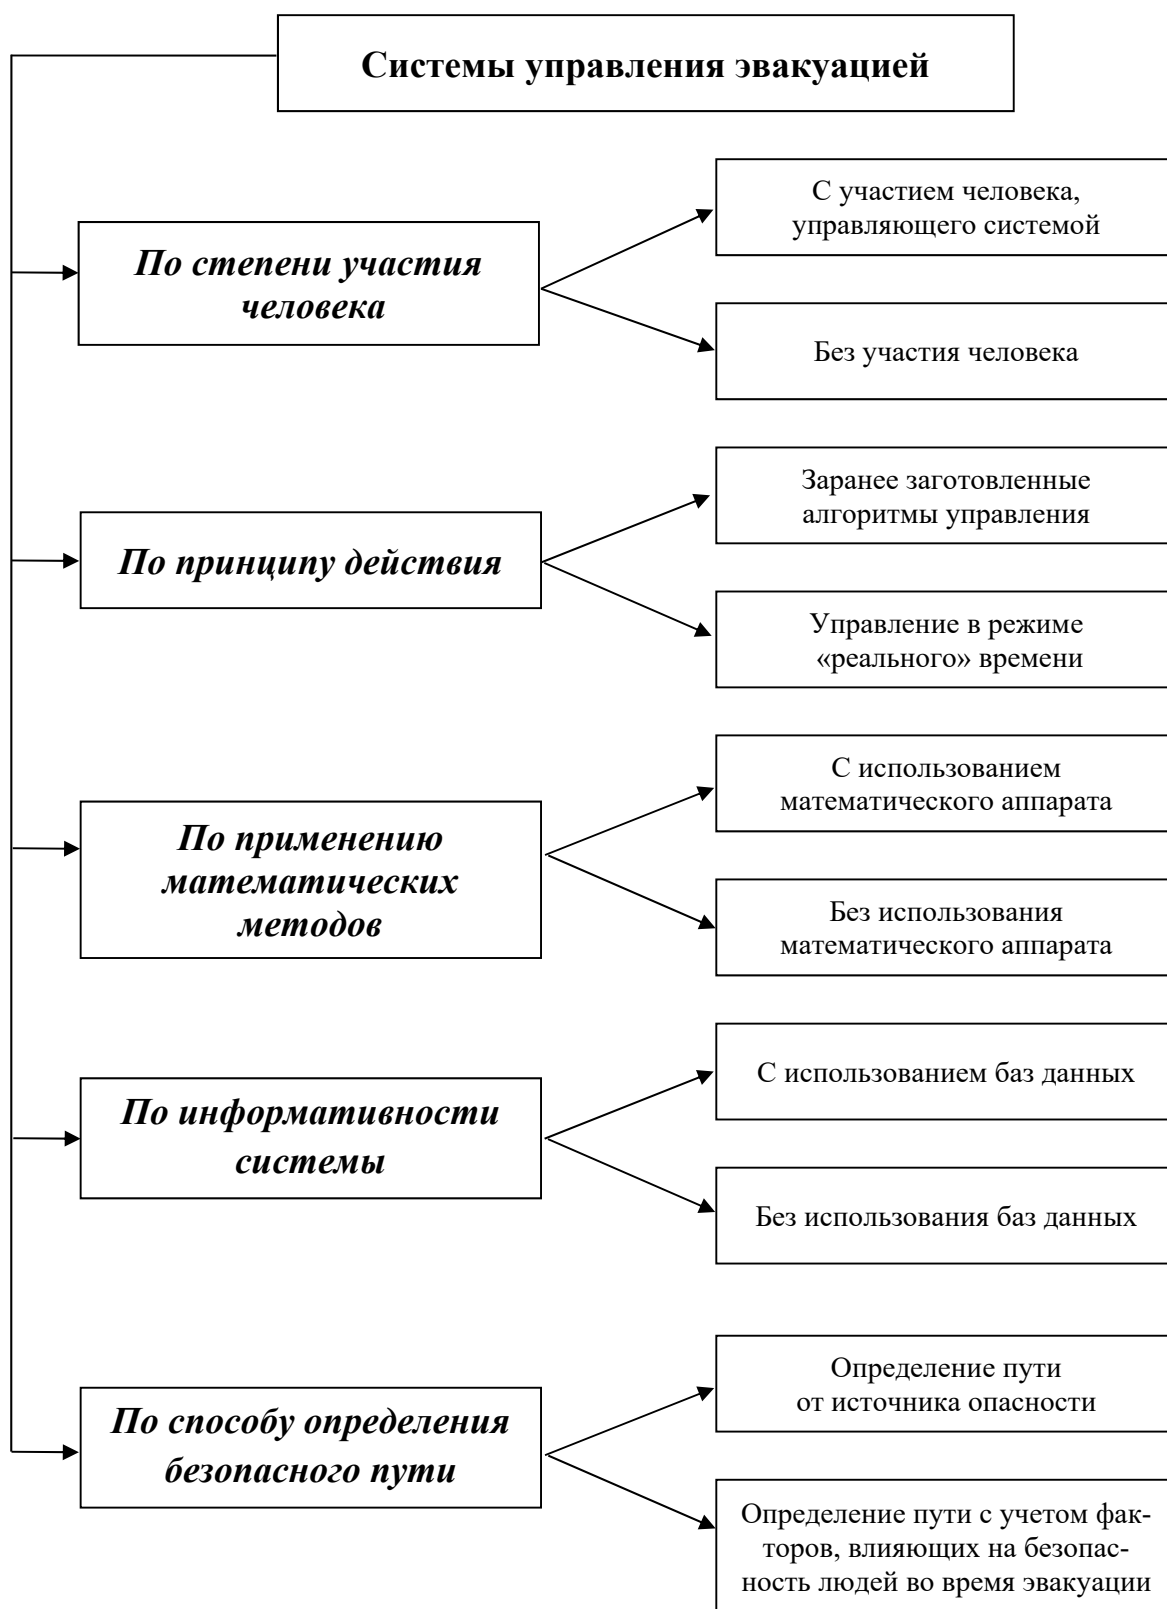 Системы управления эвакуацией
По степени участия
человека
С участием человека,
управляющего системой
Без участия человека
По принципу действия
Заранее заготовленные
алгоритмы управления
Управление в режиме
«реального» времени
По применению
математических
методов
С использованием
математического аппарата
Без использования
математического аппарата
По информативности
системы
С использованием баз данных
Без использования баз данных
По способу определения
безопасного пути
Определение пути
от источника опасности
Определение пути с учетом фак-
торов, влияющих на безопас-
ность людей во время эвакуации